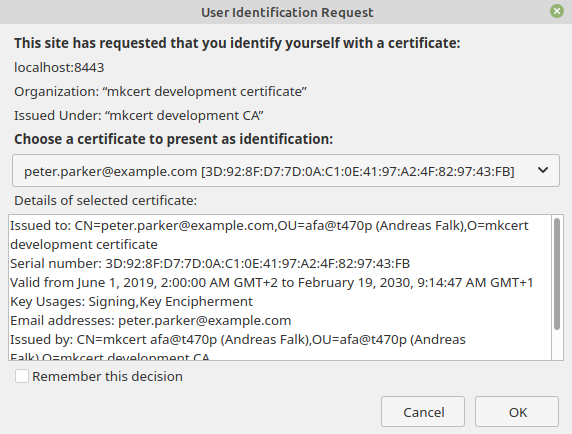 User Identification Request
This site has requested that you identify yourself with a certificate:
localhost:8443
Organization: “mkcert development certificate”
Issued Under: “mkcert development CA”
Choose a certificate to present as identification:
peter.parker@example.com [3D:92:8F:D7:7D:0A:C1:0E:41:97:A2:4F:82:97:43:FB]
Details of selected certificate:
Issued to: CN=peter.parker@example.com,OU=afa@t470p (Andreas Falk),O=mkcert
development certificate
Serial number: 3D:92:8F:D7:7D:0A:C1:0E:41:97:A2:4F:82:97:43:FB
Valid from June 1, 2019, 2:00:00 AM GMT+2 to February 19, 2030, 9:14:47 AM GMT+1
Key Usages: Signing,Key Encipherment
Email addresses: peter.parker@example.com
Issued by: CN=mkcert afa@t470p (Andreas Falk),OU=afa@t470p (Andreas
Falk),O=mkcert development CA
Remember this decision
Cancel
OK